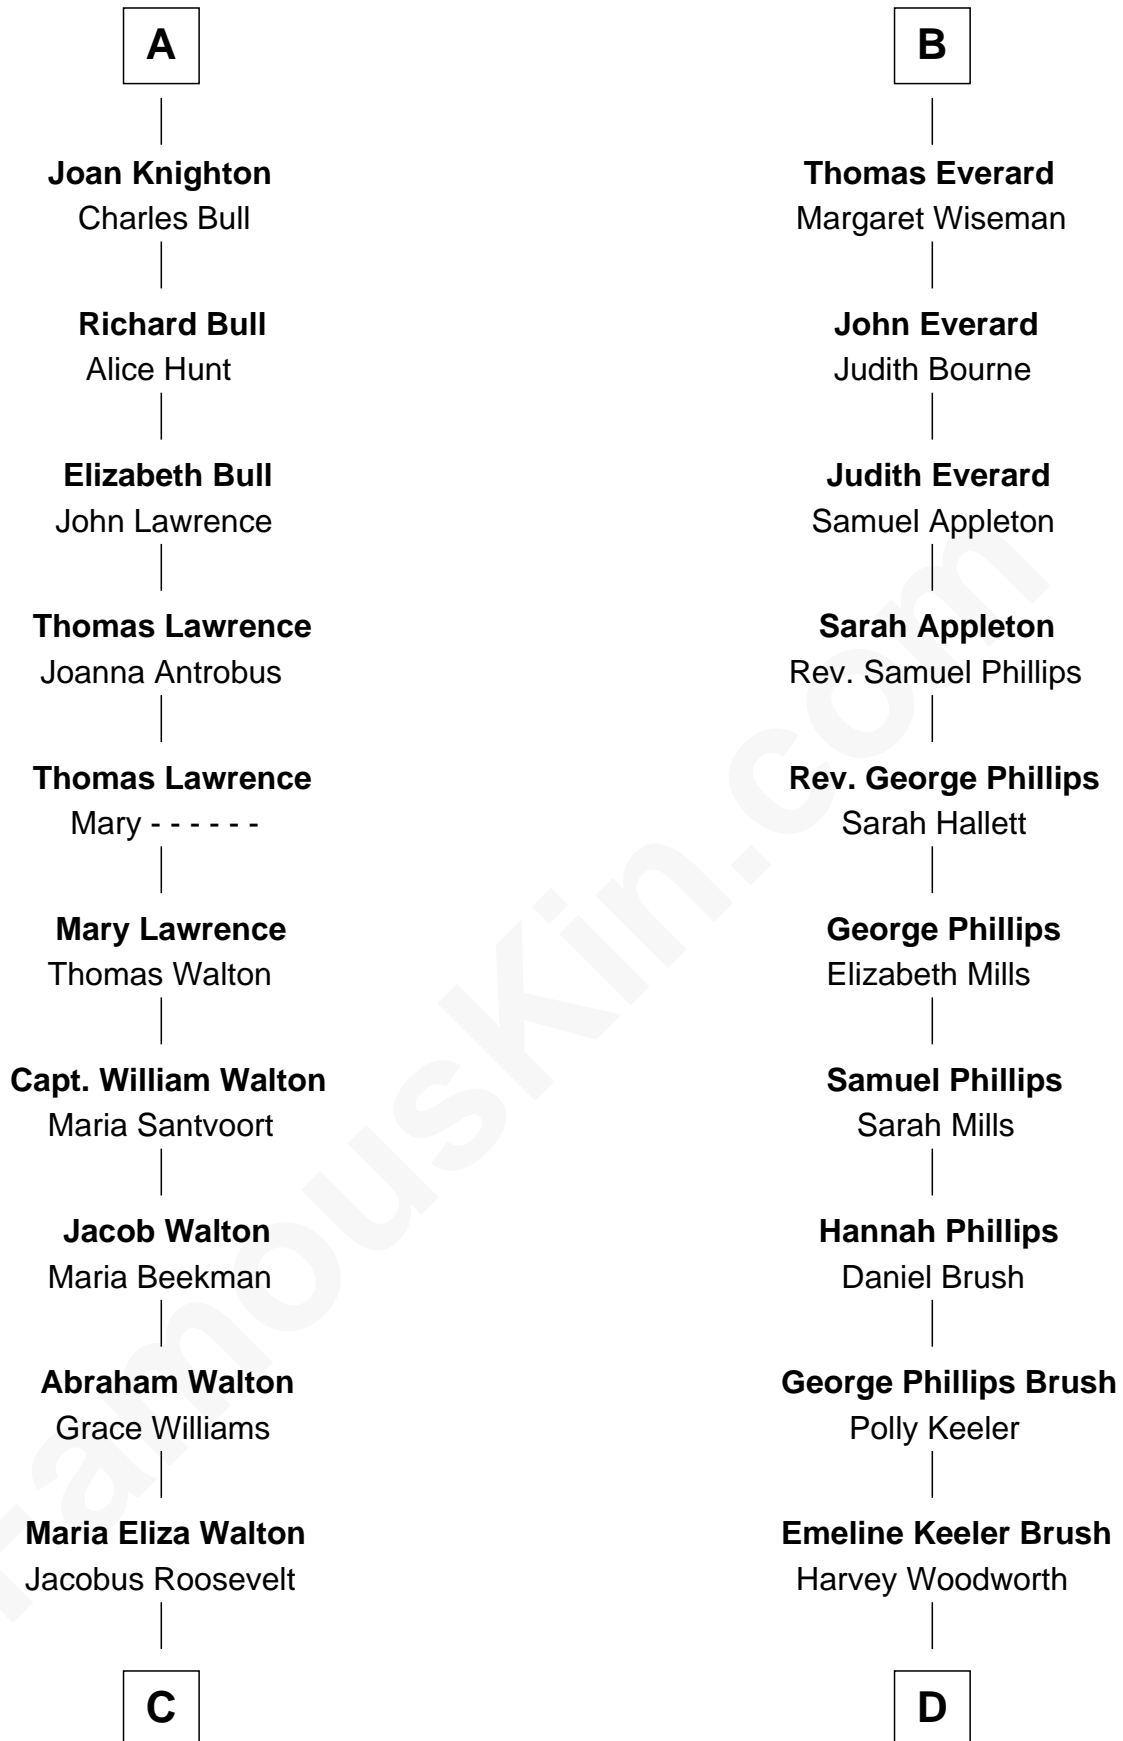 A
Joan Knighton
Charles Bull
Richard Bull
Alice Hunt
Elizabeth Bull
John Lawrence
Thomas Lawrence
Joanna Antrobus
Thomas Lawrence
Mary - - - - - -
Mary Lawrence
Thomas Walton
Capt. William Walton
Maria Santvoort
Jacob Walton
Maria Beekman
Abraham Walton
Grace Williams
Maria Eliza Walton
Jacobus Roosevelt
C
B
Thomas Everard
Margaret Wiseman
John Everard
Judith Bourne
Judith Everard
Samuel Appleton
Sarah Appleton
Rev. Samuel Phillips
Rev. George Phillips
Sarah Hallett
George Phillips
Elizabeth Mills
Samuel Phillips
Sarah Mills
Hannah Phillips
Daniel Brush
George Phillips Brush
Polly Keeler
Emeline Keeler Brush
Harvey Woodworth
D
FamousKin.com